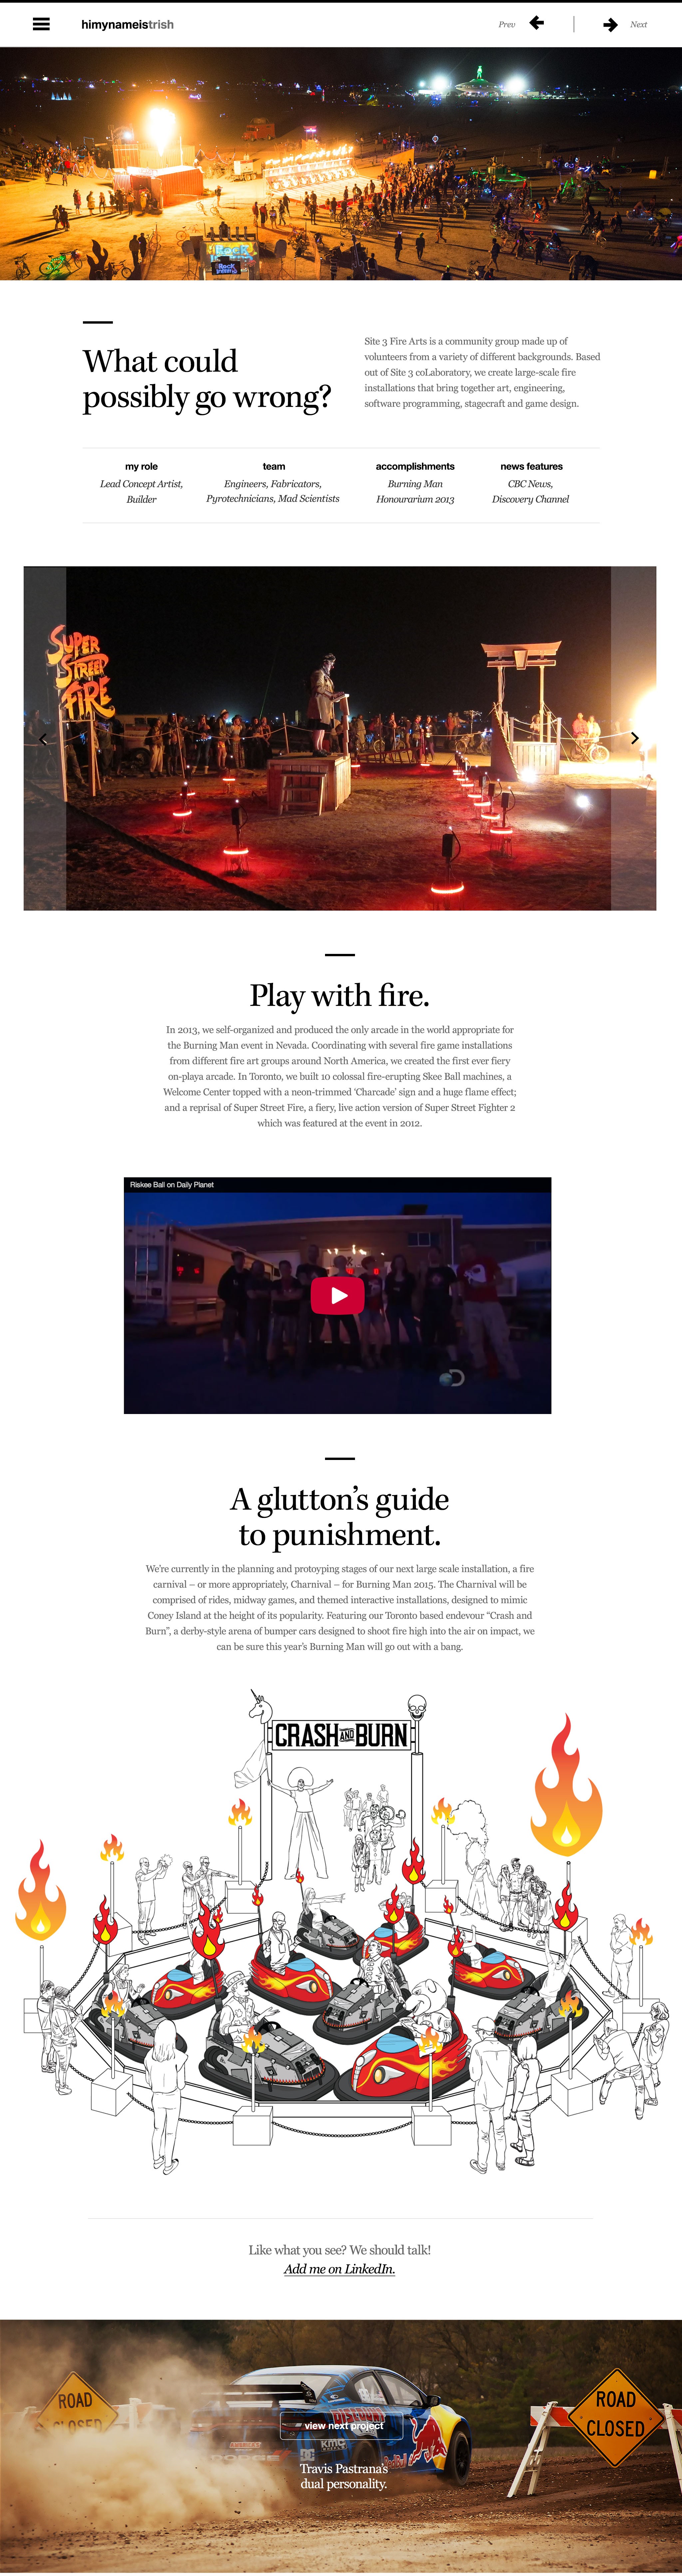 himynameistrish
Prev
Next
Rock
What could
possibly go wrong?
Site 3 Fire Arts is a community group made up of
volunteers from a variety of different backgrounds. Based
out of Site 3 coLaboratory, we create large-scale fire
installations that bring together art, engineering,
software programming, stagecraft and game design.
my role
Lead Concept Artist,
Builder
team
Engineers, Fabricators,
Pyrotechnicians, Mad Scientists
accomplishments
Burning Man
Honourarium 2013
news features
CBC News,
Discovery Channel
SUPER
STREET
FIRE
Play with fire.
In 2013, we self-organized and produced the only arcade in the world appropriate for
the Burning Man event in Nevada. Coordinating with several fire game installations
from different fire art groups around North America, we created the first ever fiery
on-playa arcade. In Toronto, we built 10 colossal fire-erupting Skee Ball machines, a
Welcome Center topped with a neon-trimmed ‘Charcade’ sign and a huge flame effect;
and a reprisal of Super Street Fire, a fiery, live action version of Super Street Fighter 2
which was featured at the event in 2012.
Riskee Ball on Daily Planet
A glutton’s guide
to punishment.
We’re currently in the planning and protoyping stages of our next large scale installation, a fire
carnival – or more appropriately, Charnival – for Burning Man 2015. The Charnival will be
comprised of rides, midway games, and themed interactive installations, designed to mimic
Coney Island at the height of its popularity. Featuring our Toronto based endevour “Crash and
Burn”, a derby-style arena of bumper cars designed to shoot fire high into the air on impact, we
can be sure this year’s Burning Man will go out with a bang.
CRASH AND BURN
Like what you see? We should talk!
Add me on LinkedIn.
ROAD
CLOSED
ROAD
CLOSED
view next project
KMC
DODGE
Red Bull
Travis Pastrana’s
dual personality.